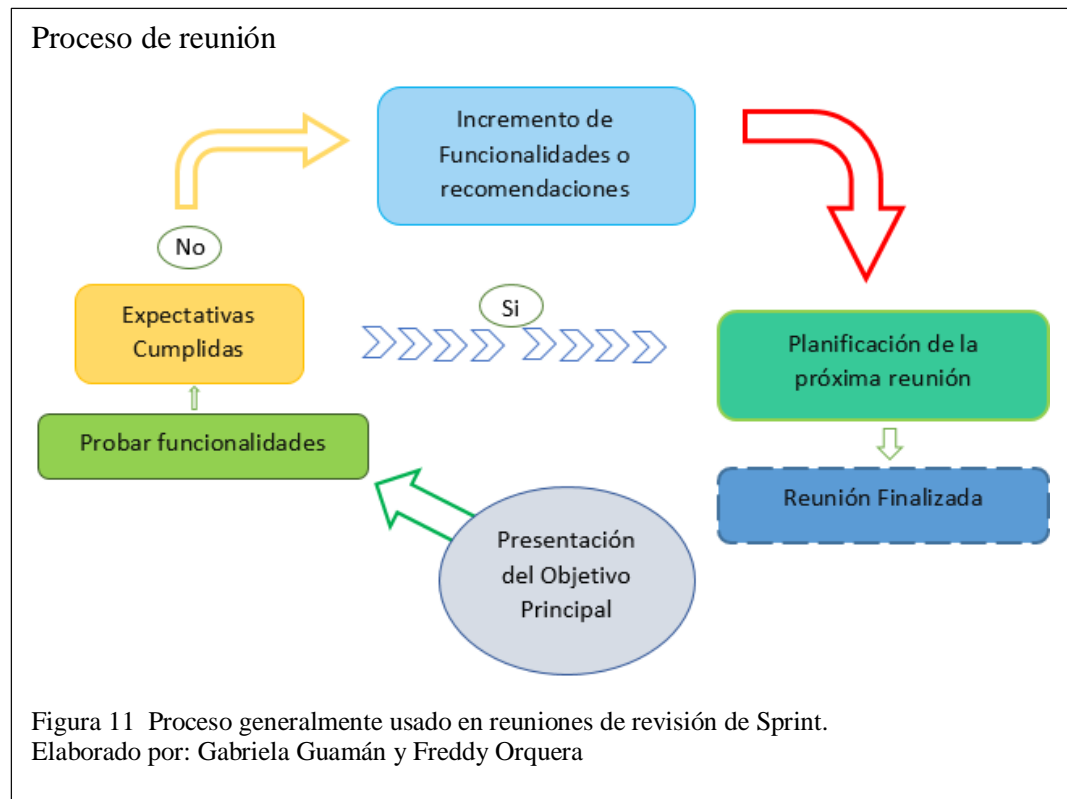 Proceso de reunión
Incremento de
Funcionalidades o
recomendaciones
No
Si
Expectativas
Cumplidas
Planificación de la
próxima reunión
Probar funcionalidades
Reunión Finalizada
Presentación
del Objetivo
Principal
Figura 11 Proceso generalmente usado en reuniones de revisión de Sprint.
Elaborado por: Gabriela Guamán y Freddy Orquera